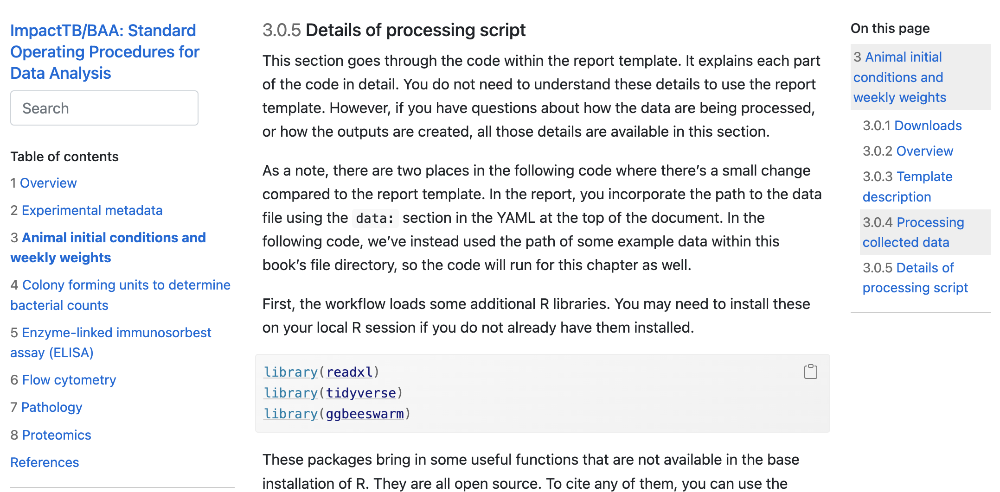 ImpactTB/BAA: Standard
Operating Procedures for
Data Analysis
Search
Table of contents
1 Overview
2 Experimental metadata
3 Animal initial conditions and
weekly weights
4 Colony forming units to determine
bacterial counts
5 Enzyme-linked immunosorbest
assay (ELISA)
6 Flow cytometry
7 Pathology
8 Proteomics
References
3.0.5 Details of processing script
This section goes through the code within the report template. It explains each part
of the code in detail. You do not need to understand these details to use the report
template. However, if you have questions about how the data are being processed,
or how the outputs are created, all those details are available in this section.
As a note, there are two places in the following code where there’s a small change
compared to the report template. In the report, you incorporate the path to the data
file using the data: section in the YAML at the top of the document. In the
following code, we’ve instead used the path of some example data within this
book’s file directory, so the code will run for this chapter as well.
First, the workflow loads some additional R libraries. You may need to install these
on your local R session if you do not already have them installed.
library(readxl)
library(tidyverse)
library(ggbeeswarm)
These packages bring in some useful functions that are not available in the base
installation of R. They are all open source. To cite any of them, you can use the
On this page
3 Animal initial
conditions and
weekly weights
3.0.1 Downloads
3.0.2 Overview
3.0.3 Template
description
3.0.4 Processing
collected data
3.0.5 Details of
processing script